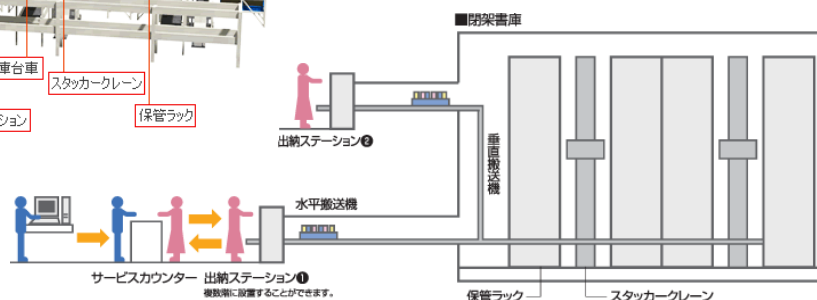 庫台車
スタッカークレーン
保管ラック
ション
■閉架書庫
出納ステーション❷
垂直搬送機
水平搬送機
サービスカウンター
出納ステーション❶
複数階に設置することができます。
保管ラック
スタッカークレーン